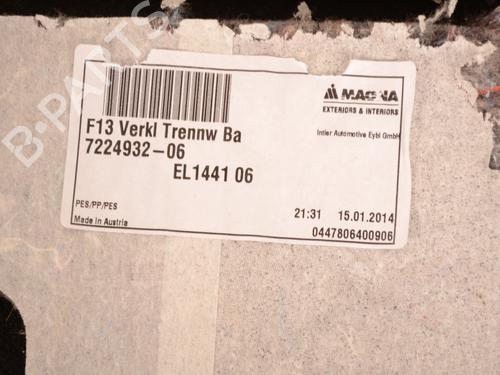 B-PARTS
MAGNA
EXTERIORS & INTERIORS
F13 Verkl Trennw Ba
Intier Automotive Eybl GmbH
7224932-06
EL1441 06
PES/PP/PES
21:31 15.01.2014
Made in Austria
0447806400906